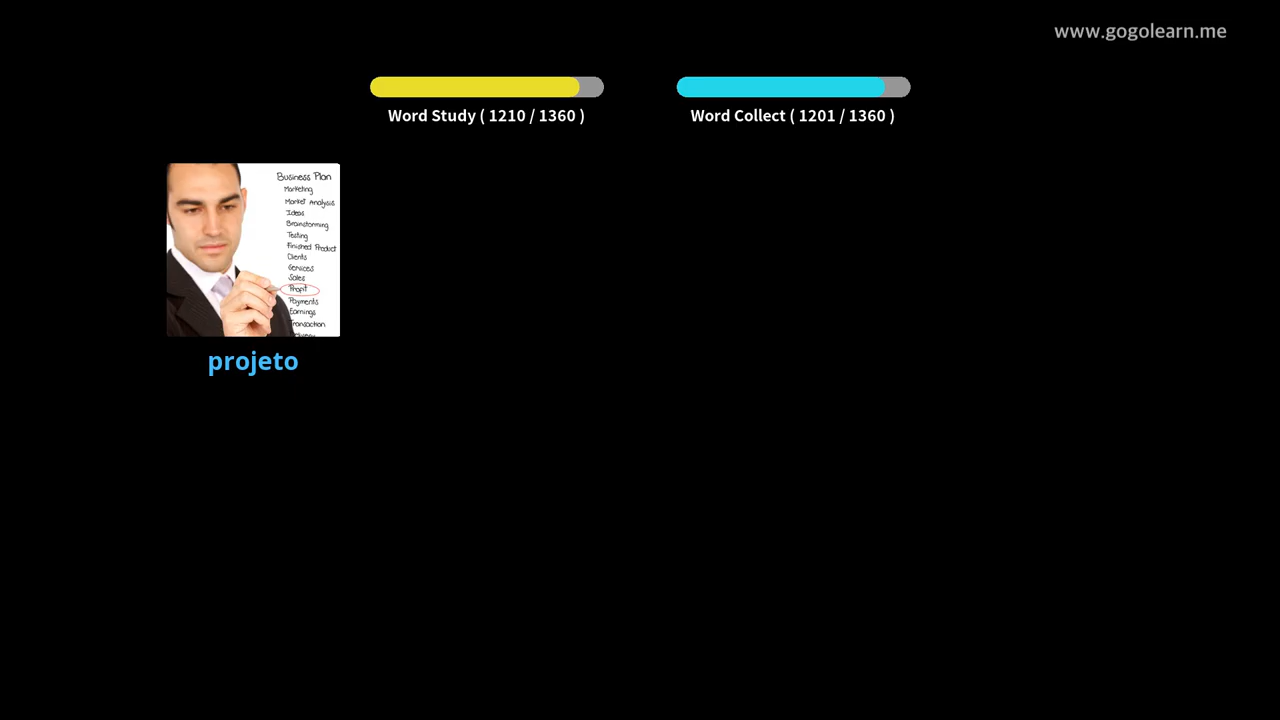 www.gogolearn.me
Word Study ( 1210 / 1360 )
Word Collect ( 1201 / 1360 )
Business Plan
Marketing
Market Analysis
Ideas
Brainstorming
Testing
Finished Product
Clients
Services
Sales
Profit
Payments
Earnings
Transaction
Delivery
projeto